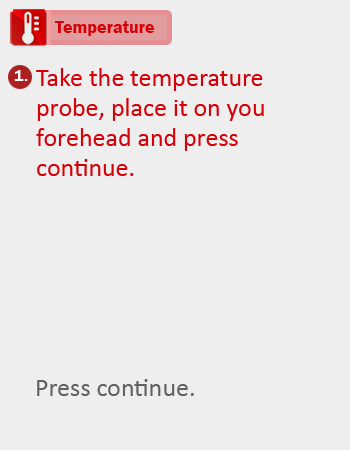 Temperature
1. Take the temperature
probe, place it on you
forehead and press
continue.
Press continue.